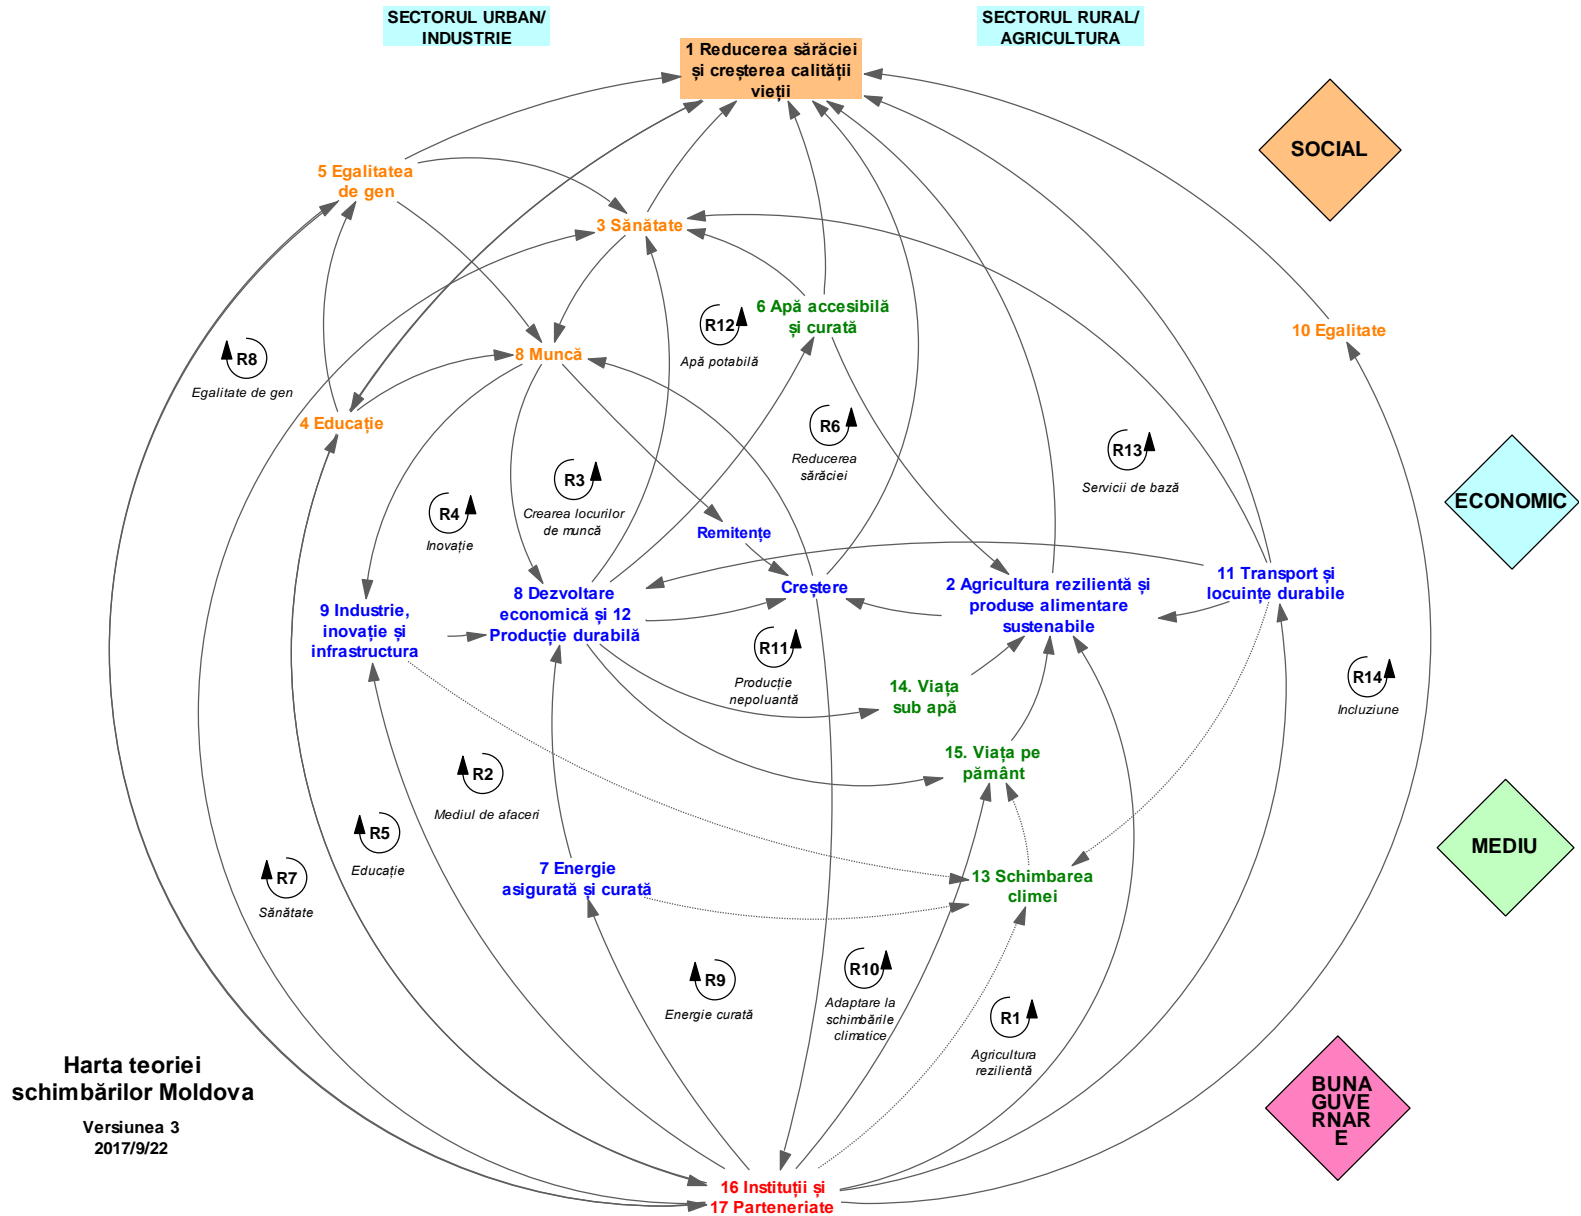 SECTORUL URBAN/
INDUSTRIE
SECTORUL RURAL/
AGRICULTURA
1 Reducerea sărăciei
și creșterea calității
vieții
SOCIAL
5 Egalitatea
de gen
3 Sănătate
6 Apă accesibilă
și curată
10 Egalitate
R12
Apă potabilă
R8
Egalitate de gen
8 Muncă
4 Educație
R6
Reducerea
sărăciei
R13
Servicii de bază
ECONOMIC
R3
Crearea locurilor
de muncă
R4
Inovație
Remitențe
Creștere
9 Industrie,
inovație și
infrastructura
8 Dezvoltare
economică și 12
Producție durabilă
2 Agricultura rezilientă și
produse alimentare
sustenabile
11 Transport și
locuințe durabile
R11
Producție
nepoluantă
14. Viața
sub apă
R14
Incluziune
15. Viața pe
pământ
R2
Mediul de afaceri
R5
Educație
MEDIU
R7
Sănătate
7 Energie
asigurată și curată
13 Schimbarea
climei
R9
Energie curată
R10
Adaptare la
schimbările
climatice
R1
Agricultura
rezilientă
Harta teoriei
schimbărilor Moldova
Versiunea 3
2017/9/22
BUNA
GUVE
RNAR
E
16 Instituții și
17 Parteneriate